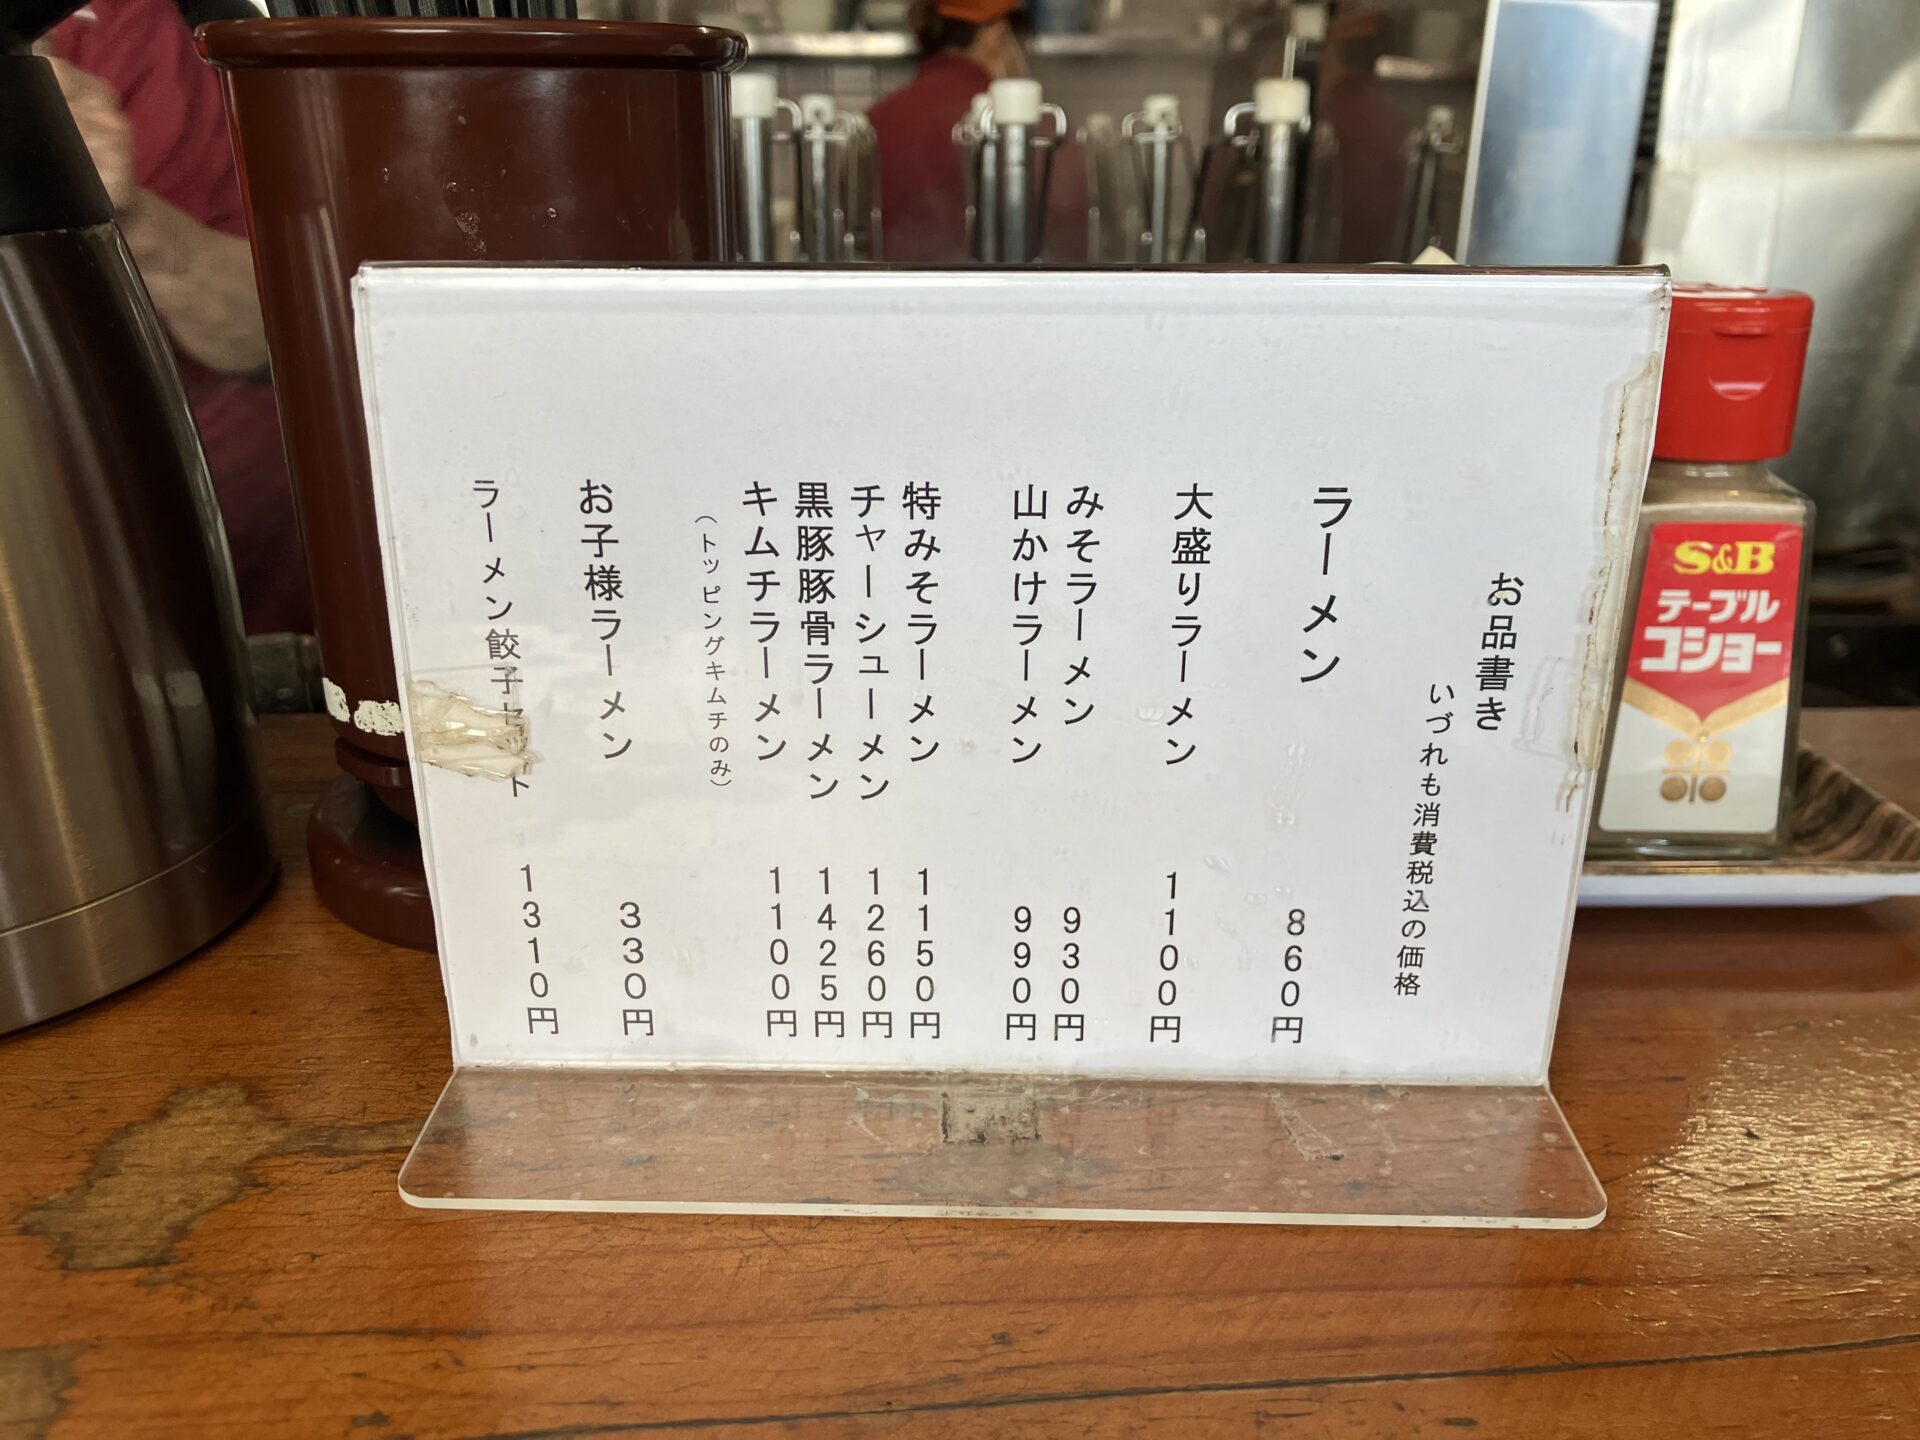 お品書き
いづれも消費税込の価格
ラーメン 860円
大盛りラーメン 1100円
みそラーメン 930円
山かけラーメン 990円
特みそラーメン 1150円
チャーシューメン 1260円
黒豚豚骨ラーメン 1425円
キムチラーメン 1100円
（トッピングキムチのみ）
お子様ラーメン 330円
ラーメン餃子セット 1310円
S&B
テーブル
コショー